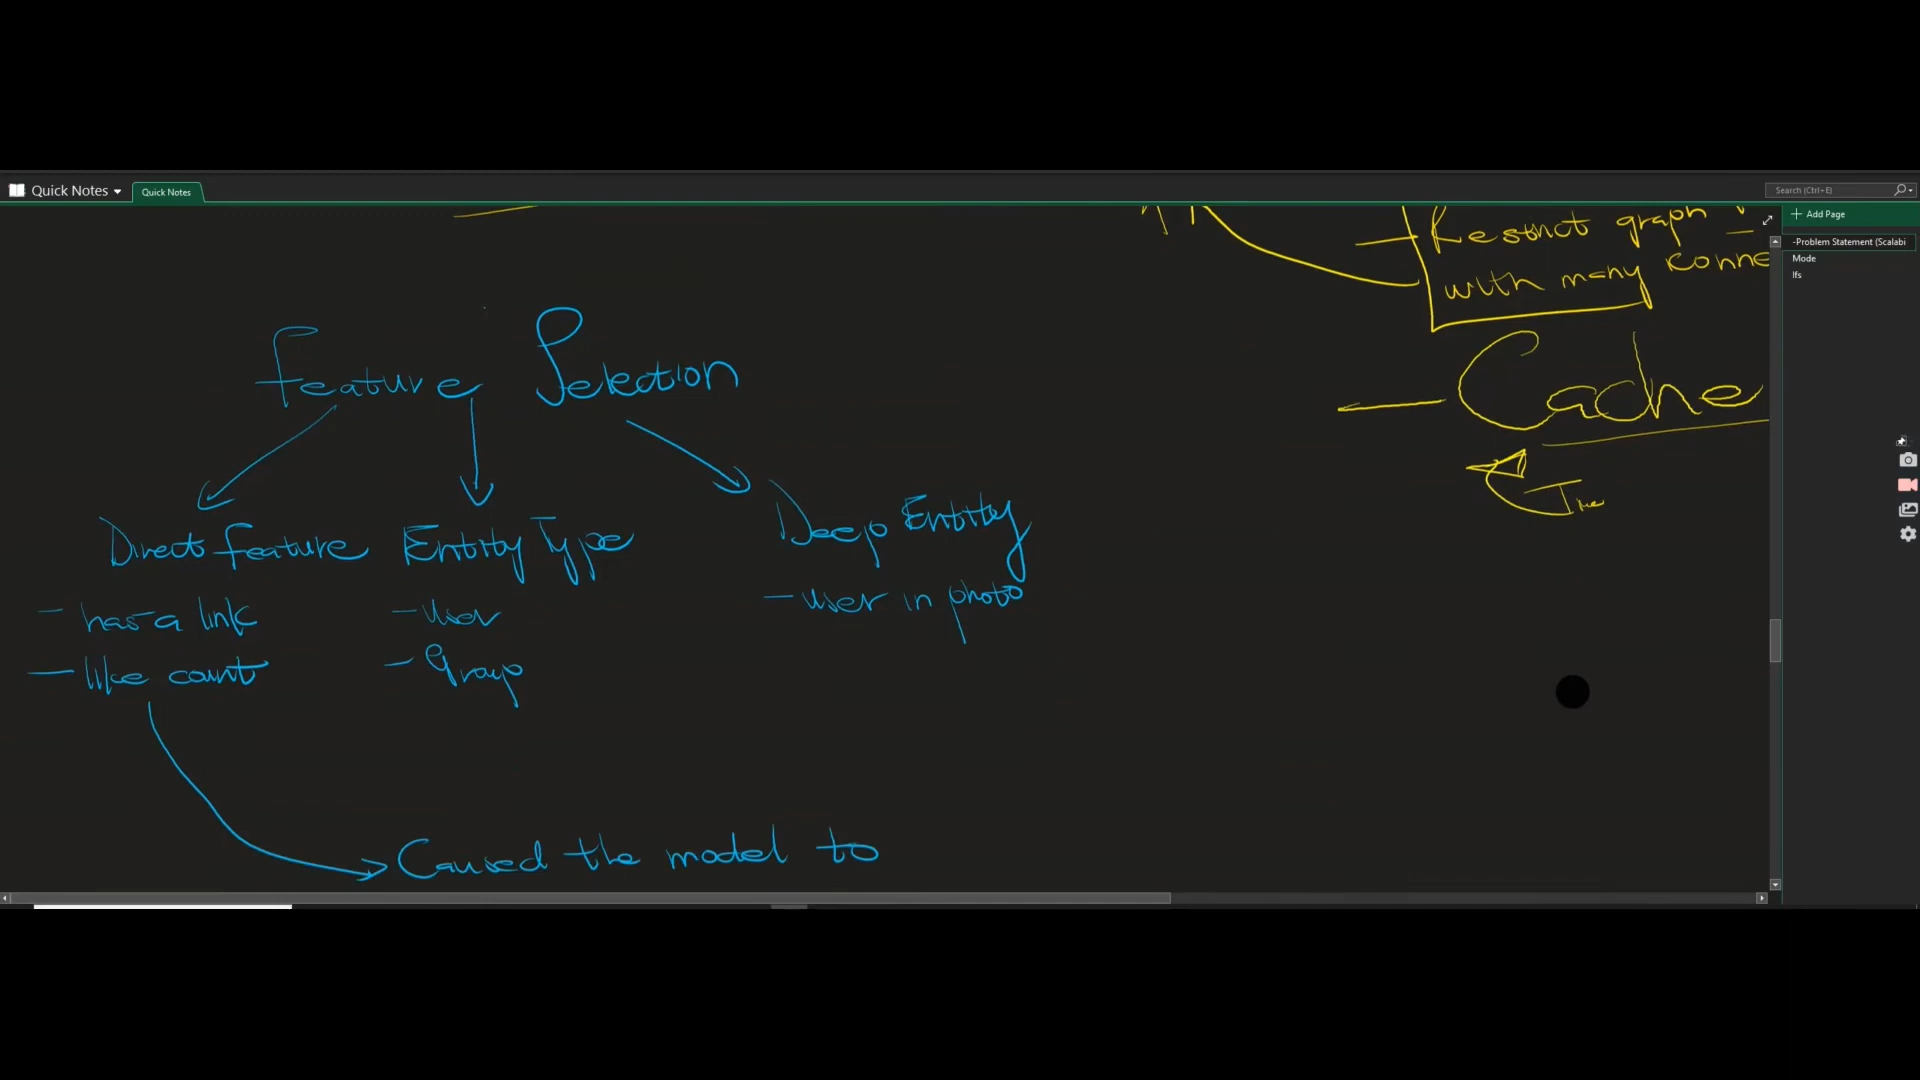 Quick Notes
Quick Notes
Search (Ctrl+E)
Add Page
-Problem Statement (Scalabi
Mode
lfs
Restrict graph
with many conne
Cache
Feature Selection
Direct feature
- has a link
- like count
Entity Type
- user
- Group
Deep Entity
- user in photo
Caused the model to